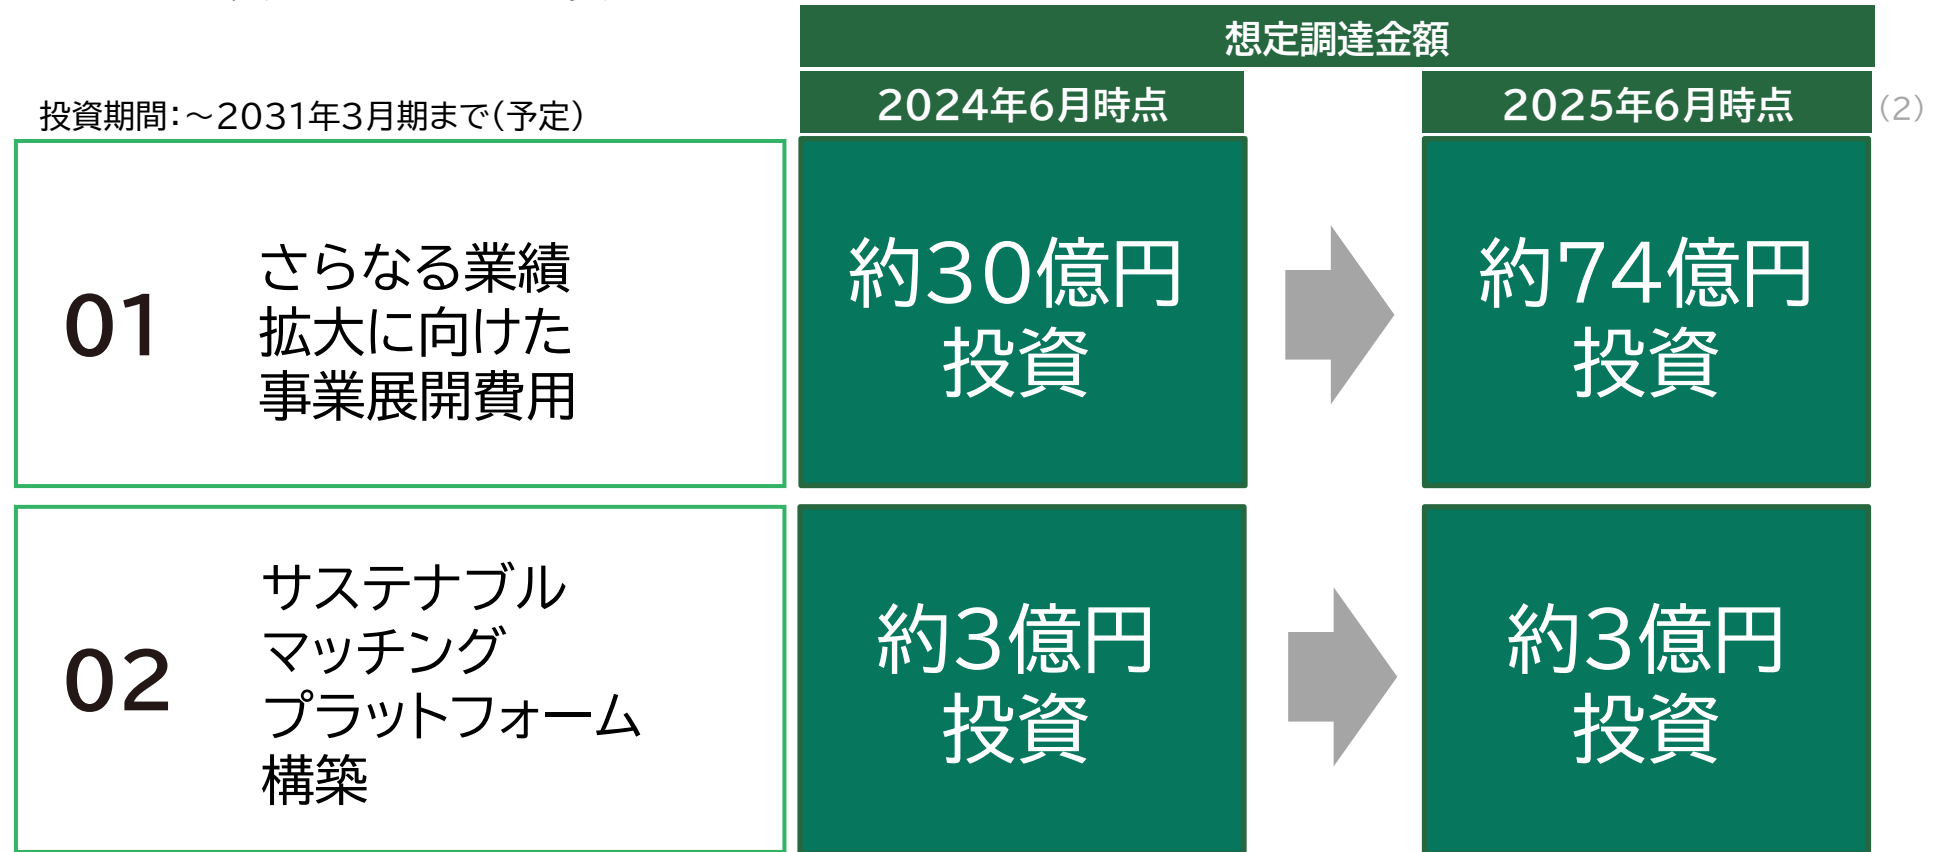 想定調達金額
投資期間：～2031年3月期まで（予定）
2024年6月時点
2025年6月時点
（2）
01
さらなる業績
拡大に向けた
事業展開費用
約30億円
投資
約74億円
投資
02
サステナブル
マッチング
プラットフォーム
構築
約3億円
投資
約3億円
投資